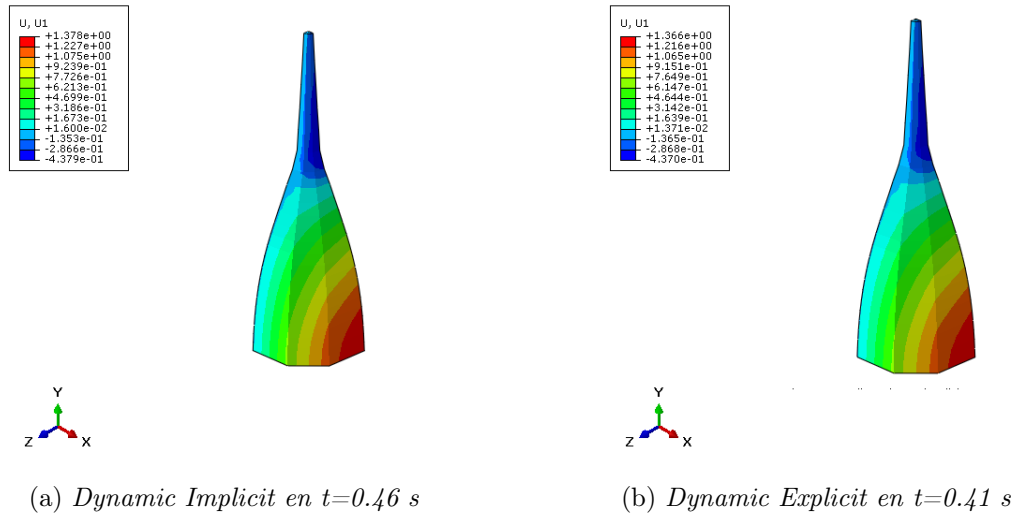 U, U1
+1.378e+00
+1.227e+00
+1.075e+00
+9.239e-01
+7.726e-01
+6.213e-01
+4.699e-01
+3.186e-01
+1.673e-01
+1.600e-02
-1.353e-01
-2.866e-01
-4.379e-01
Y
Z
X
(a) Dynamic Implicit en t=0.46 s
U, U1
+1.366e+00
+1.216e+00
+1.065e+00
+9.151e-01
+7.649e-01
+6.147e-01
+4.644e-01
+3.142e-01
+1.639e-01
+1.371e-02
-1.365e-01
-2.868e-01
-4.370e-01
Y
Z
X
(b) Dynamic Explicit en t=0.41 s